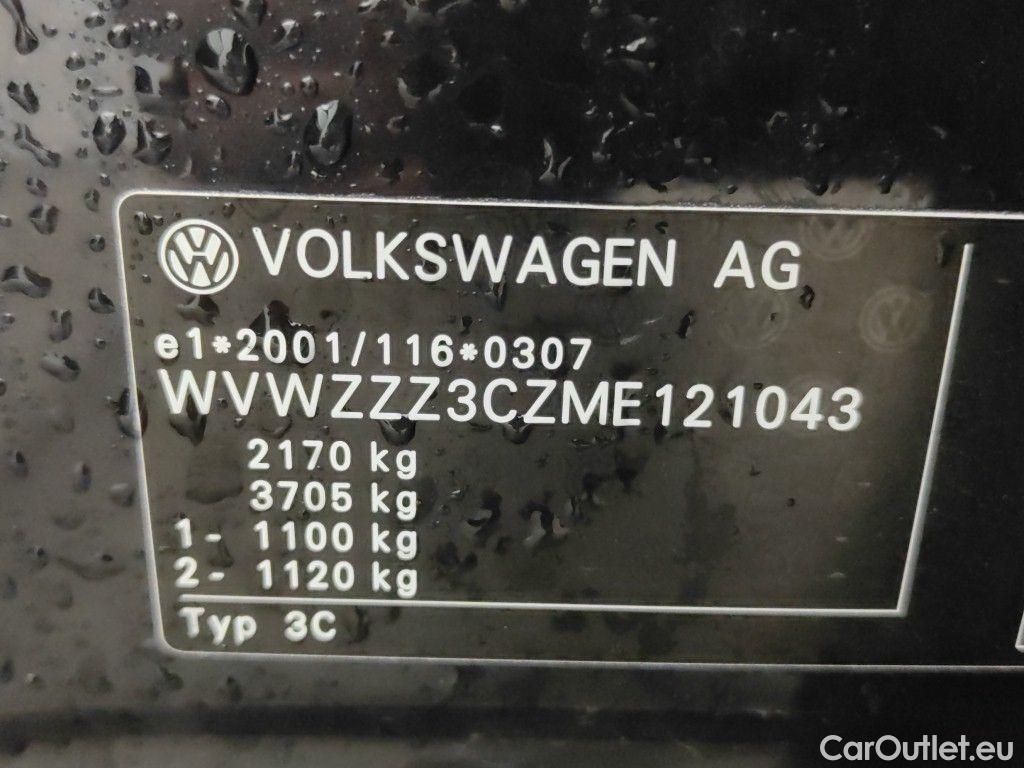 VOLKSWAGEN AG
e1*2001/116*0307
WVWZZZ3CZME121043
2170 kg
3705 kg
1- 1100 kg
2- 1120 kg
Typ 3C
CarOutlet.eu